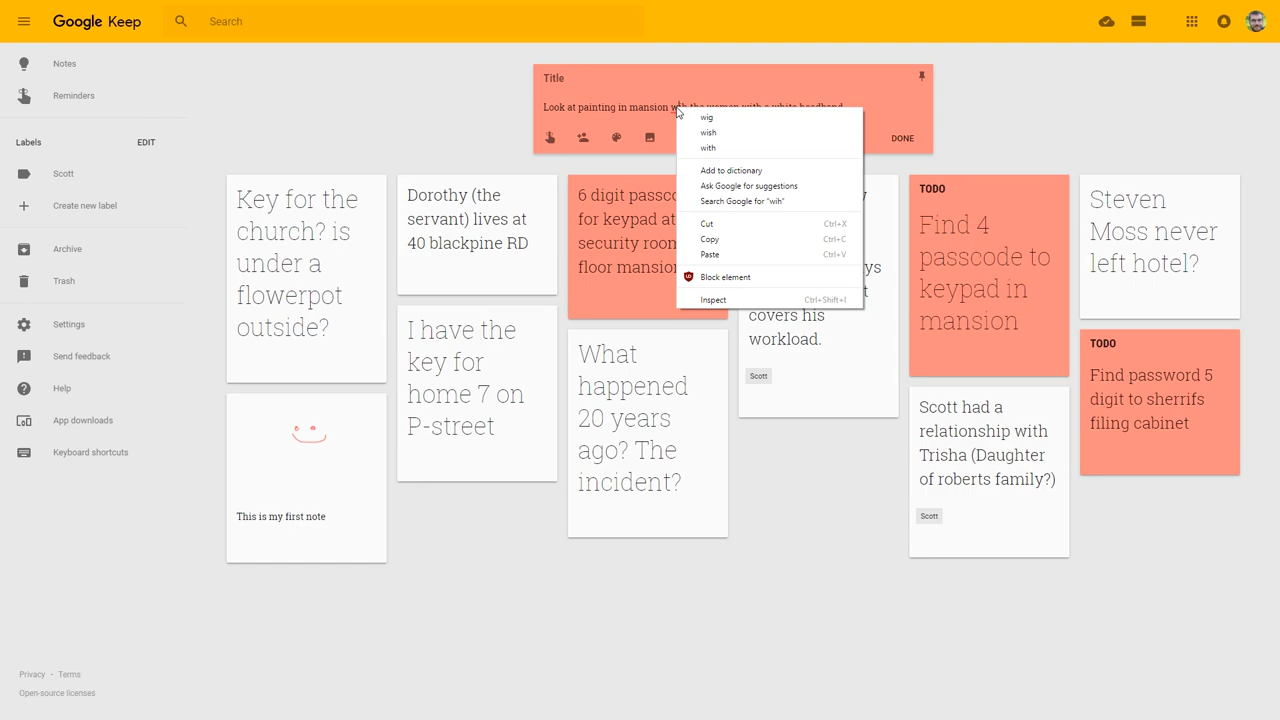 Google Keep
Search
Notes
Reminders
Labels EDIT
Scott
Create new label
Archive
Trash
Settings
Send feedback
Help
App downloads
Keyboard shortcuts
Privacy · Terms
Open-source licenses
Title
Look at painting in mansion
DONE
wig
wish
with
Add to dictionary
Ask Google for suggestions
Search Google for "wih"
Cut Ctrl+X
Copy Ctrl+C
Paste Ctrl+V
Block element
Inspect Ctrl+Shift+I
Key for the
church? is
under a
flowerpot
outside?
This is my first note
Dorothy (the
servant) lives at
40 blackpine RD
I have the
key for
home 7 on
P-street
6 digit
for keypad at
security room
floor
What
happened
20 years
ago? The
incident?
covers his
workload.
Scott
TODO
Find 4
passcode to
keypad in
mansion
Scott had a
relationship with
Trisha (Daughter
of roberts family?)
Scott
Steven
Moss never
left hotel?
TODO
Find password 5
digit to sherrifs
filing cabinet